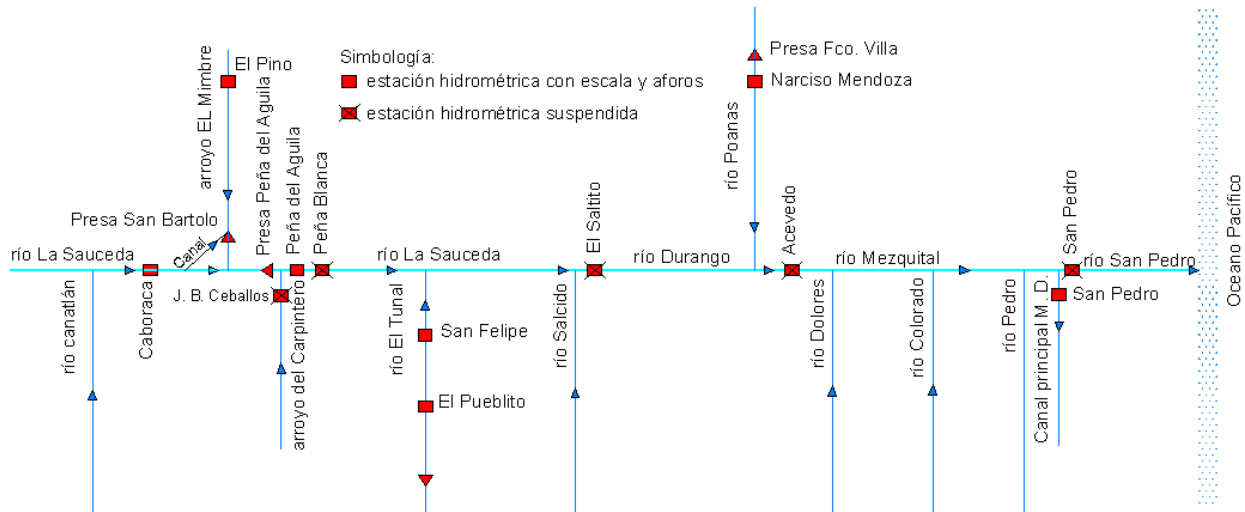 Simbología:
estación hidrométrica con escala y aforos
estación hidrométrica suspendida
El Pino
arroyo EL Mimbre
Presa San Bartolo
Canal
río La Sauceda
río canatlán
Caboraca
J. B. Ceballos
Presa Peña del Aguila
Peña del Aguila
Peña Blanca
arroyo del Carpintero
río La Sauceda
río El Tunal
San Felipe
El Pueblito
río Salcido
El Saltito
río Durango
Presa Fco. Villa
Narciso Mendoza
río Poanas
Acevedo
río Mezquital
río Dolores
río Colorado
río Pedro
Canal principal M. D.
San Pedro
San Pedro
río San Pedro
Oceano Pacífico